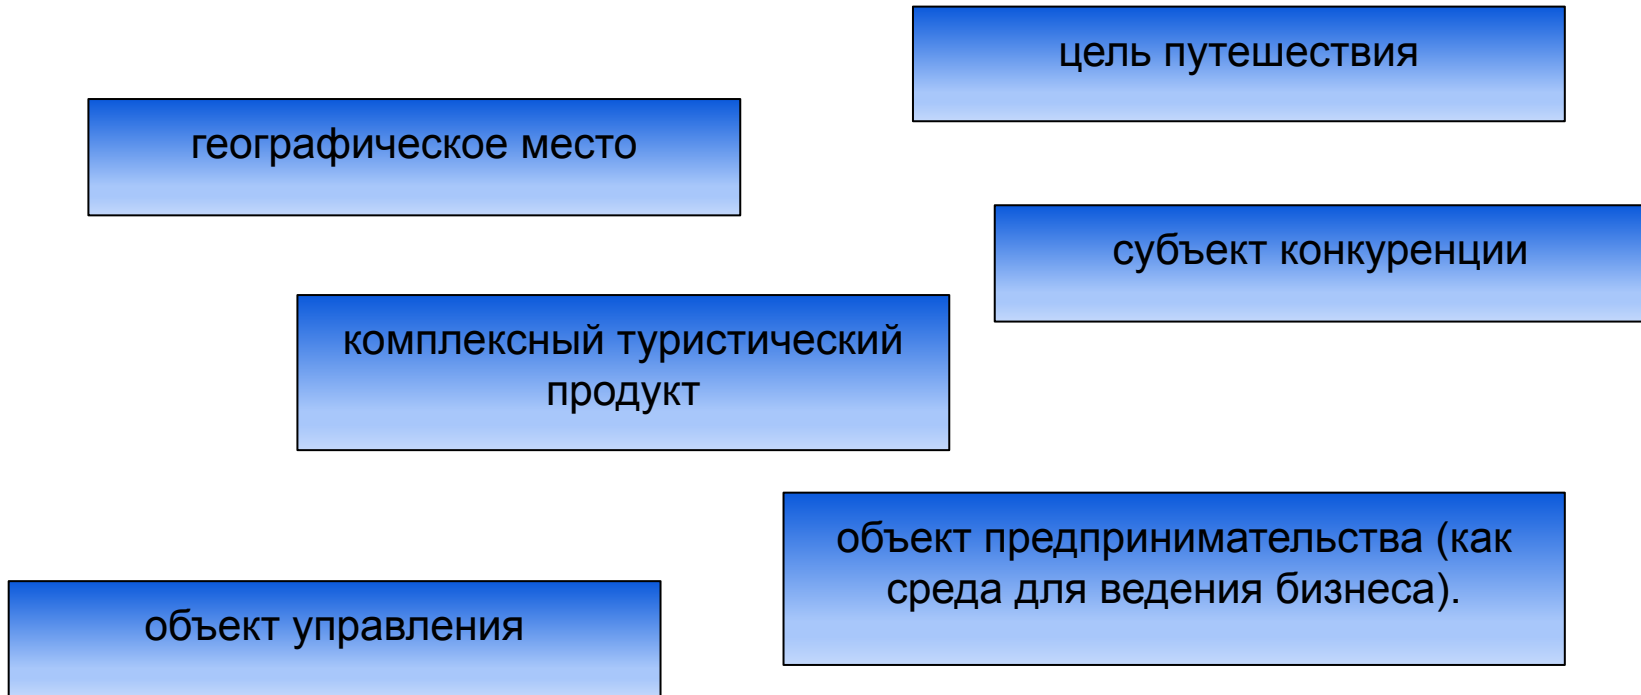 цель путешествия
географическое место
субъект конкуренции
комплексный туристический
продукт
объект предпринимательства (как
среда для ведения бизнеса).
объект управления